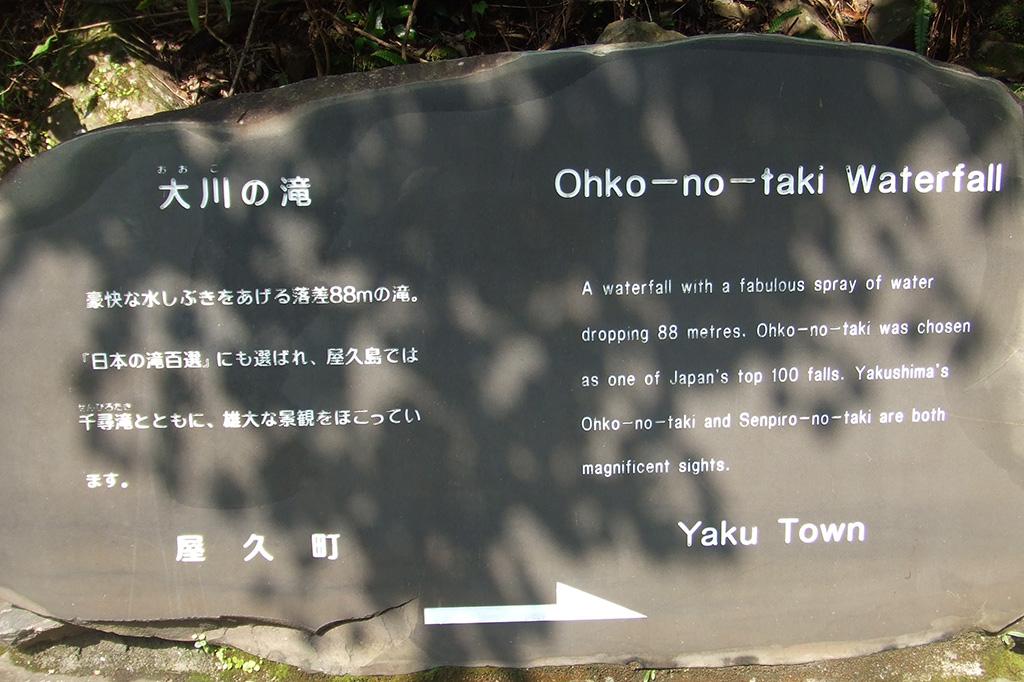 おおこ
大川の滝
豪快な水しぶきをあげる落差88mの滝。
『日本の滝百選』にも選ばれ、屋久島では
せんぴろたき
千尋滝とともに、雄大な景観をほこってい
ます。
屋久町
Ohko-no-taki Waterfall
A waterfall with a fabulous spray of water
dropping 88 metres. Ohko-no-taki was chosen
as one of Japan's top 100 falls. Yakushima's
Ohko-no-taki and Senpiro-no-taki are both
magnificent sights.
Yaku Town